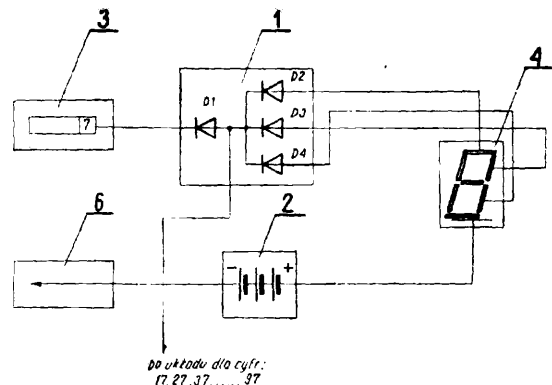 3
1
4
D2
D1
7
D3
D4
6
2
- +
Do układu dla cyfr:
17, 27, 37, ..... 97